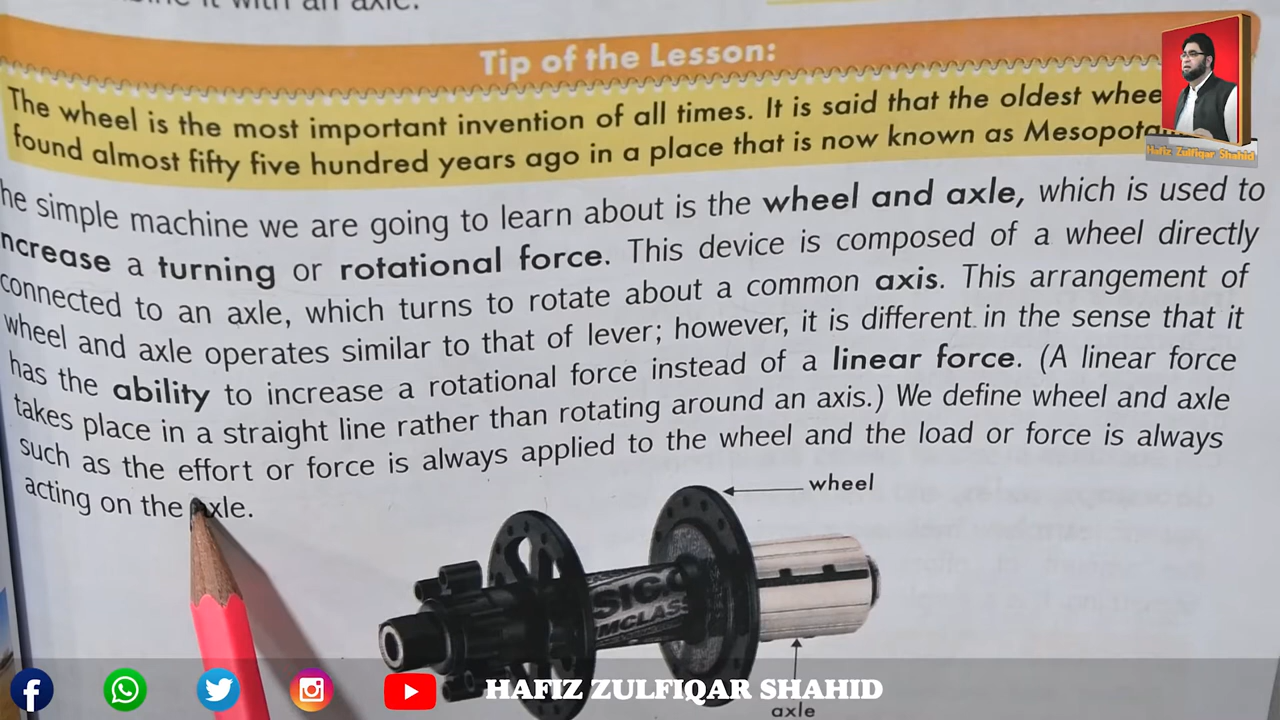 it with an axle.
Tip of the Lesson:
The wheel is the most important invention of all times. It is said that the oldest
found almost fifty five hundred years ago in a place that is now known as
Hafiz Zulfiqar Shahid
he simple machine we are going to learn about is the wheel and axle, which is used to
ncrease a turning or rotational force. This device is composed of a wheel directly
connected to an axle, which turns to rotate about a common axis. This arrangement of
wheel and axle operates similar to that of lever; however, it is different in the sense that it
has the ability to increase a rotational force instead of a linear force. (A linear force
takes place in a straight line rather than rotating around an axis.) We define wheel and axle
such as the effort or force is always applied to the wheel and the load or force is always
acting on the axle.
wheel
axle
HAFIZ ZULFIQAR SHAHID